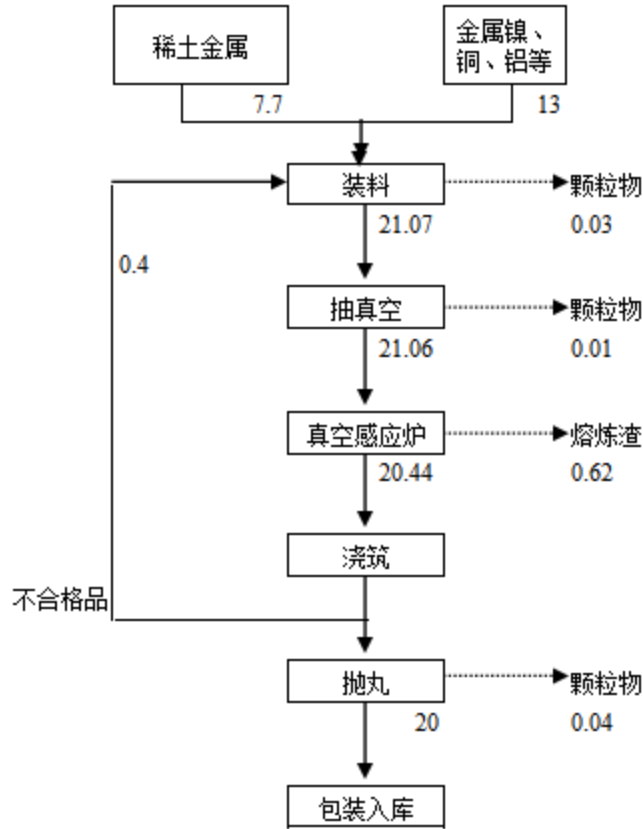 稀土金属
金属镍、
铜、铝等
7.7
13
装料
颗粒物
21.07
0.03
0.4
抽真空
颗粒物
21.06
0.01
真空感应炉
熔炼渣
20.44
0.62
浇筑
不合格品
抛丸
颗粒物
20
0.04
包装入库